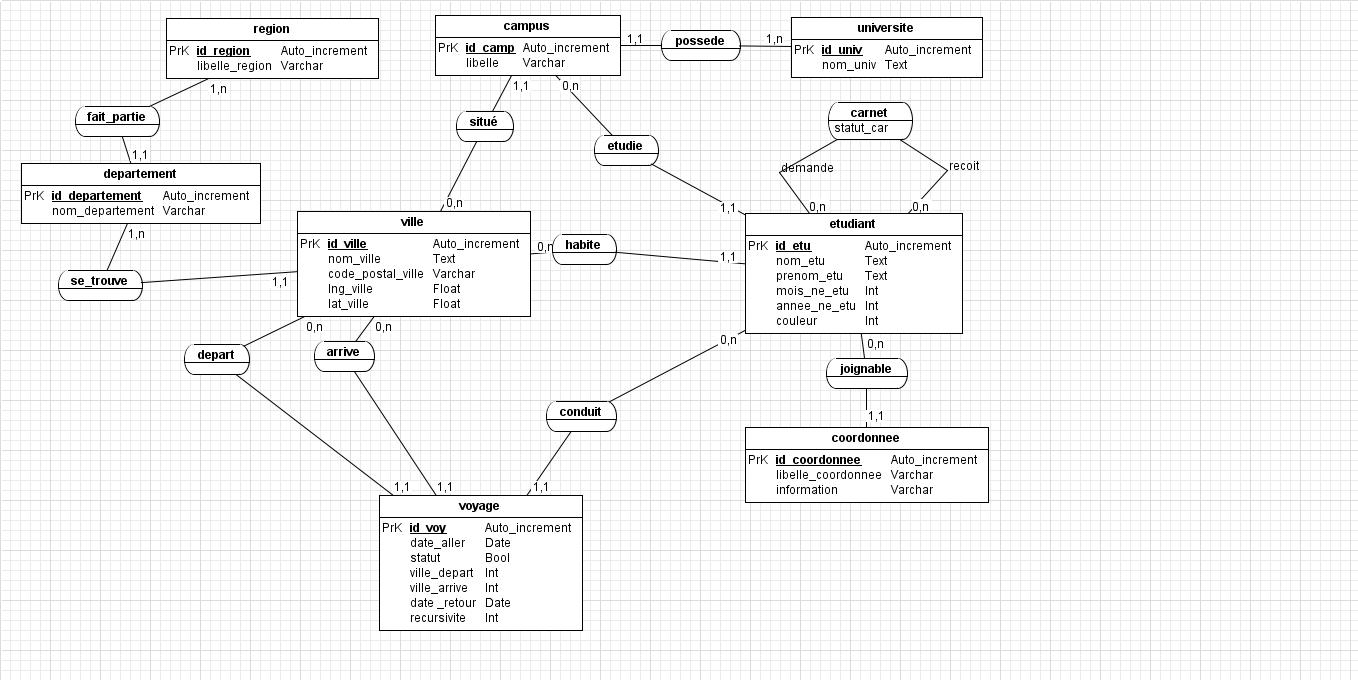 region
PrK id_region Auto_increment
libelle_region Varchar
campus
PrK id_camp Auto_increment
libelle Varchar
1,1
possede
1,n
universite
PrK id_univ Auto_increment
nom_univ Text
1,n
1,1
0,n
fait_partie
situé
etudie
carnet
statut_car
1,1
demande
recoit
departement
PrK id_departement Auto_increment
nom_departement Varchar
0,n
1,1
0,n
0,n
1,n
ville
PrK id_ville Auto_increment
nom_ville Text
code_postal_ville Varchar
lng_ville Float
lat_ville Float
0,n
habite
1,1
etudiant
PrK id_etu Auto_increment
nom_etu Text
prenom_etu Text
mois_ne_etu Int
annee_ne_etu Int
couleur Int
se_trouve
1,1
0,n
0,n
0,n
0,n
depart
arrive
joignable
conduit
1,1
coordonnee
PrK id_coordonnee Auto_increment
libelle_coordonnee Varchar
information Varchar
1,1
1,1
1,1
voyage
PrK id_voy Auto_increment
date_aller Date
statut Bool
ville_depart Int
ville_arrive Int
date _retour Date
recursivite Int